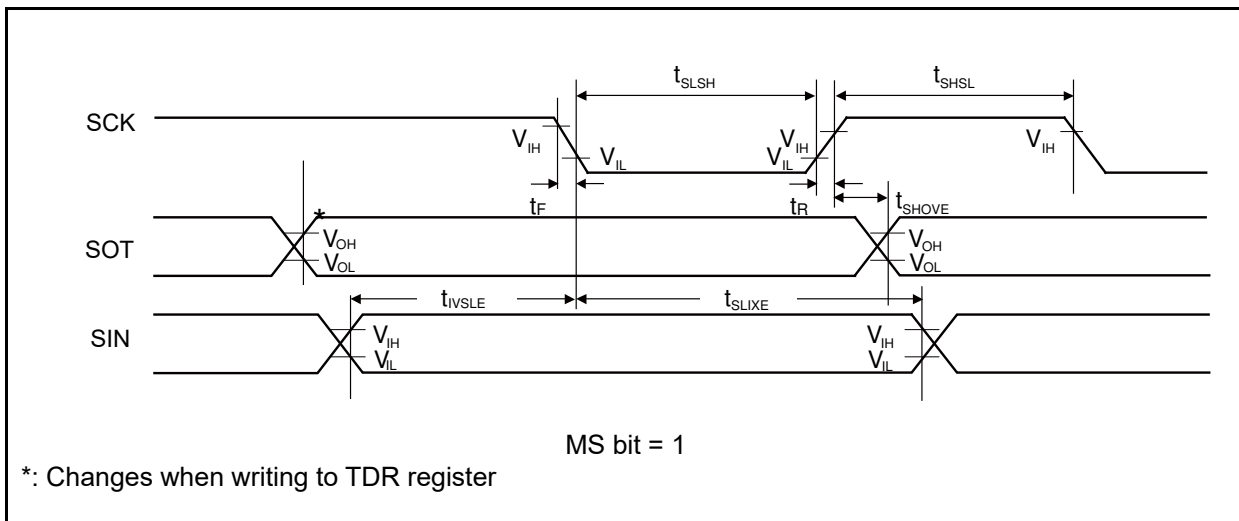 tSLSH tSHSL
SCK
VIH VIL VIH VIL VIH
tF tR tSHOVE
*
SOT
VOH VOL VOH VOL
tIVSLE tSLIXE
SIN
VIH VIL VIH VIL
MS bit = 1
*: Changes when writing to TDR register